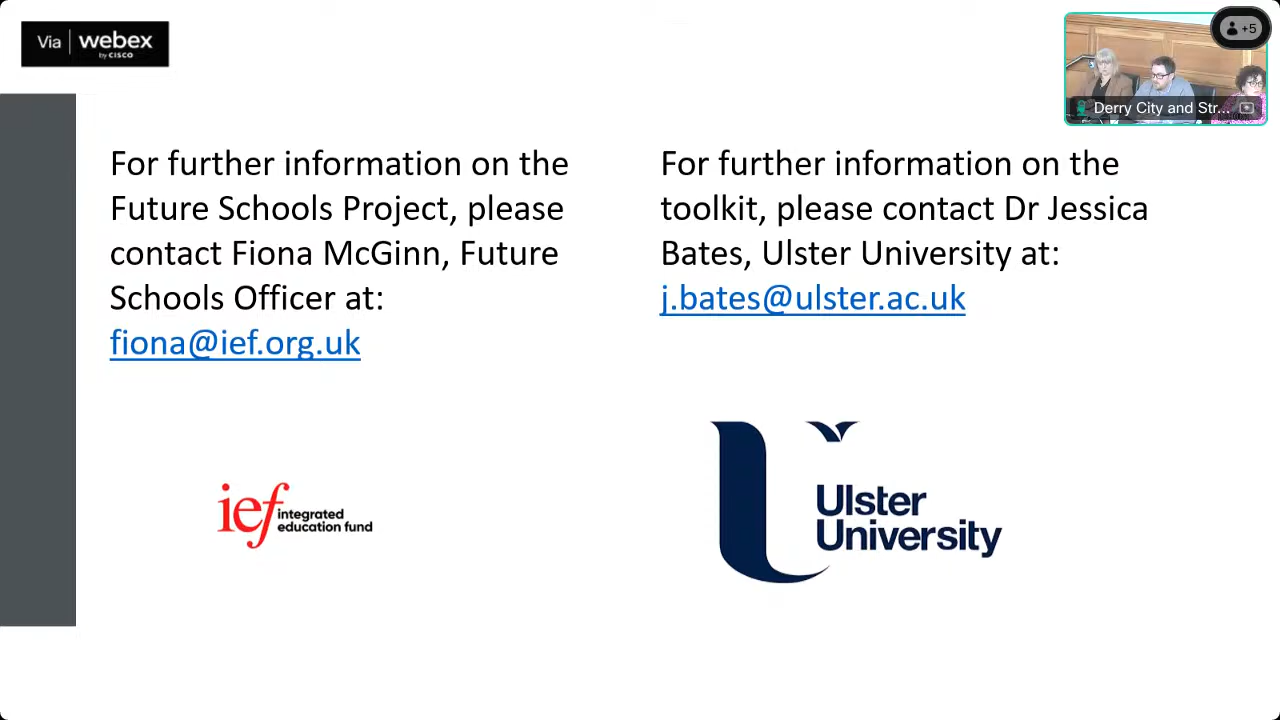 Via webex
by CISCO
+5
Derry City and Str...
For further information on the
Future Schools Project, please
contact Fiona McGinn, Future
Schools Officer at:
fiona@ief.org.uk
For further information on the
toolkit, please contact Dr Jessica
Bates, Ulster University at:
j.bates@ulster.ac.uk
ief integrated
education fund
Ulster
University